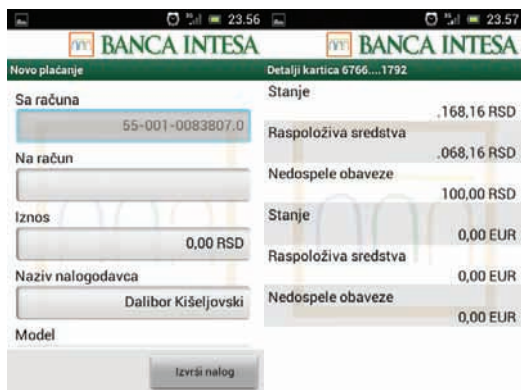 23.56
BANCA INTESA
Novo plaćanje
Sa računa
55-001-0083807.0
Na račun
Iznos
0,00 RSD
Naziv nalogodavca
Dalibor Kišeljovski
Model
Izvrši nalog
23.57
BANCA INTESA
Detalji kartica 6766....1792
Stanje
.168,16 RSD
Raspoloživa sredstva
.068,16 RSD
Nedospele obaveze
100,00 RSD
Stanje
0,00 EUR
Raspoloživa sredstva
0,00 EUR
Nedospele obaveze
0,00 EUR